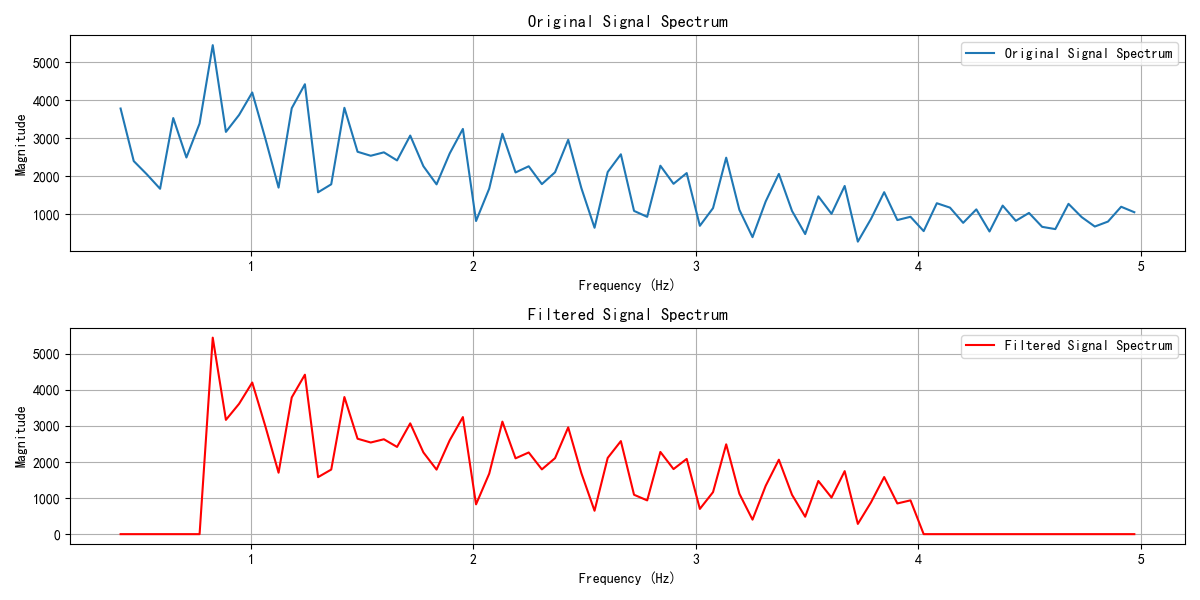 Original Signal Spectrum
Original Signal Spectrum
Magnitude
5000
4000
3000
2000
1000
1 2 3 4 5
Frequency (Hz)
Filtered Signal Spectrum
Filtered Signal Spectrum
Magnitude
5000
4000
3000
2000
1000
0
1 2 3 4 5
Frequency (Hz)